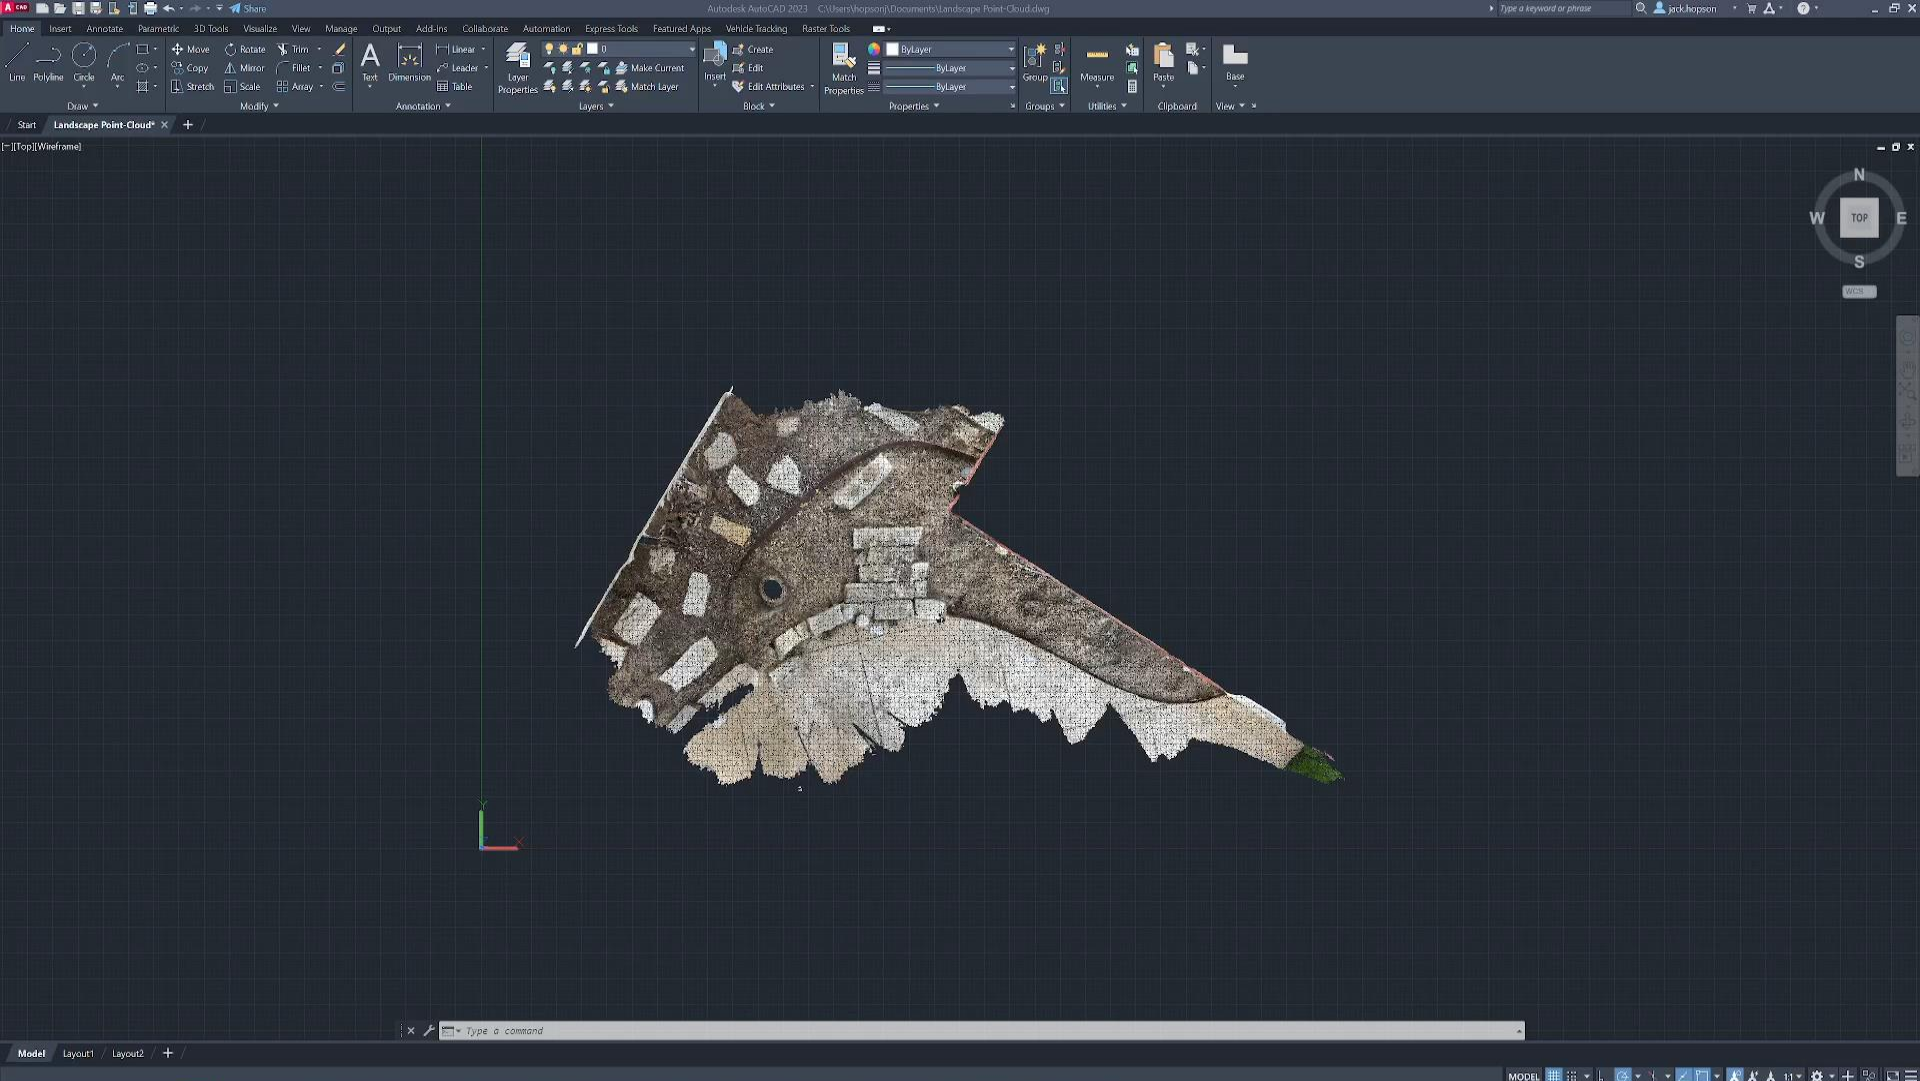 A CAD Share Autodesk AutoCAD 2023 C:\Users\hopsonj\Documents\Landscape Point-Cloud.dwg Type a keyword or phrase jack.hopson
Home Insert Annotate Parametric 3D Tools Visualize View Manage Output Add-ins Collaborate Automation Express Tools Featured Apps Vehicle Tracking Raster Tools
Line Polyline Circle Arc
Move Rotate Trim
Copy Mirror Fillet
Stretch Scale Array
Text Dimension
Linear
Leader
Table
Layer Properties
0
Make Current
Match Layer
Insert
Create
Edit
Edit Attributes
Match Properties
ByLayer
ByLayer
ByLayer
Group
Measure
Paste
Base
Draw Modify Annotation Layers Block Properties Groups Utilities Clipboard View
Start Landscape Point-Cloud*
[−][Top][Wireframe]
N
W TOP E
S
WCS
Y
X
Type a command
Model Layout1 Layout2
MODEL 1:1